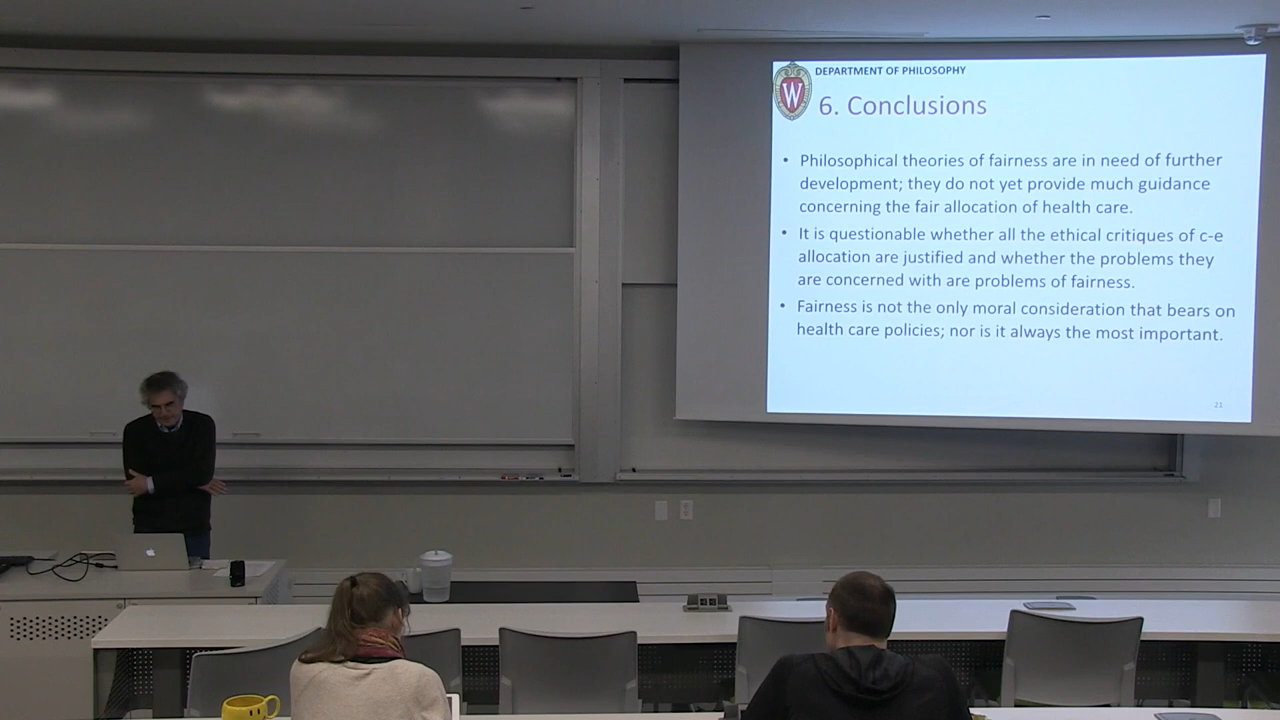 DEPARTMENT OF PHILOSOPHY
W
6. Conclusions
• Philosophical theories of fairness are in need of further
development; they do not yet provide much guidance
concerning the fair allocation of health care.
• It is questionable whether all the ethical critiques of c-e
allocation are justified and whether the problems they
are concerned with are problems of fairness.
• Fairness is not the only moral consideration that bears on
health care policies; nor is it always the most important.
21